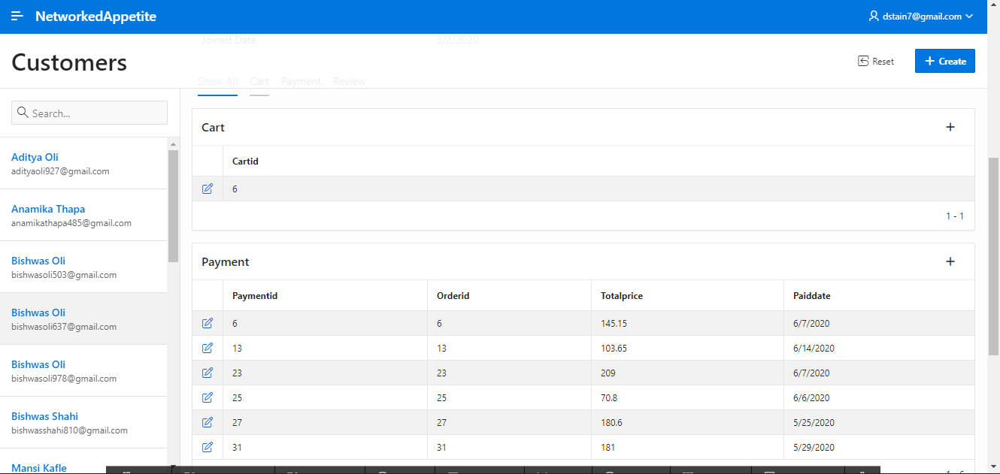 NetworkedAppetite
dstain7@gmail.com
Joined Date 3/2/2020
Customers
Reset
Create
Show All Cart Payment Review
Search...
Aditya Oli
adityaoli927@gmail.com
Anamika Thapa
anamikathapa485@gmail.com
Bishwas Oli
bishwasoli503@gmail.com
Bishwas Oli
bishwasoli637@gmail.com
Bishwas Oli
bishwasoli978@gmail.com
Bishwas Shahi
bishwasshahi810@gmail.com
Mansi Kafle
Cart
Cartid
6
1 - 1
Payment
Paymentid Orderid Totalprice Paiddate
6 6 145.15 6/7/2020
13 13 103.65 6/14/2020
23 23 209 6/7/2020
25 25 70.8 6/6/2020
27 27 180.6 5/25/2020
31 31 181 5/29/2020
1 - 6